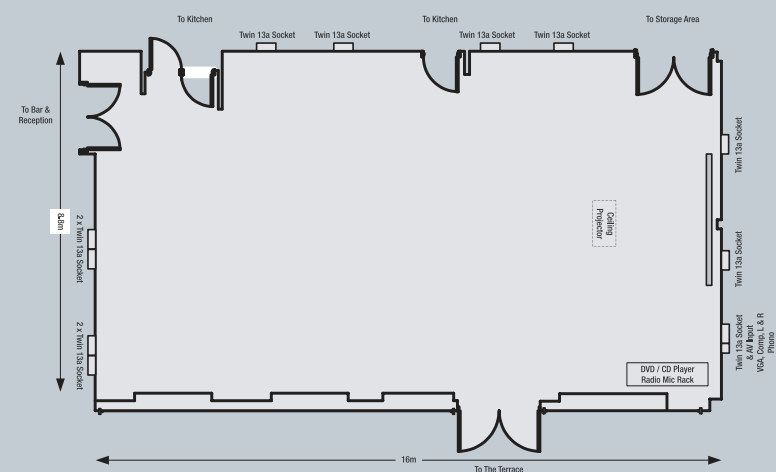 To Kitchen
To Kitchen
To Storage Area
Twin 13a Socket
Twin 13a Socket
Twin 13a Socket
Twin 13a Socket
To Bar &
Reception
Twin 13a Socket
8.8m
2 x Twin 13a Socket
Ceiling
Projector
Twin 13a Socket
2 x Twin 13a Socket
Twin 13a Socket
& AV Input
VGA, Comp, L & R
Phono
DVD / CD Player
Radio Mic Rack
16m
To The Terrace